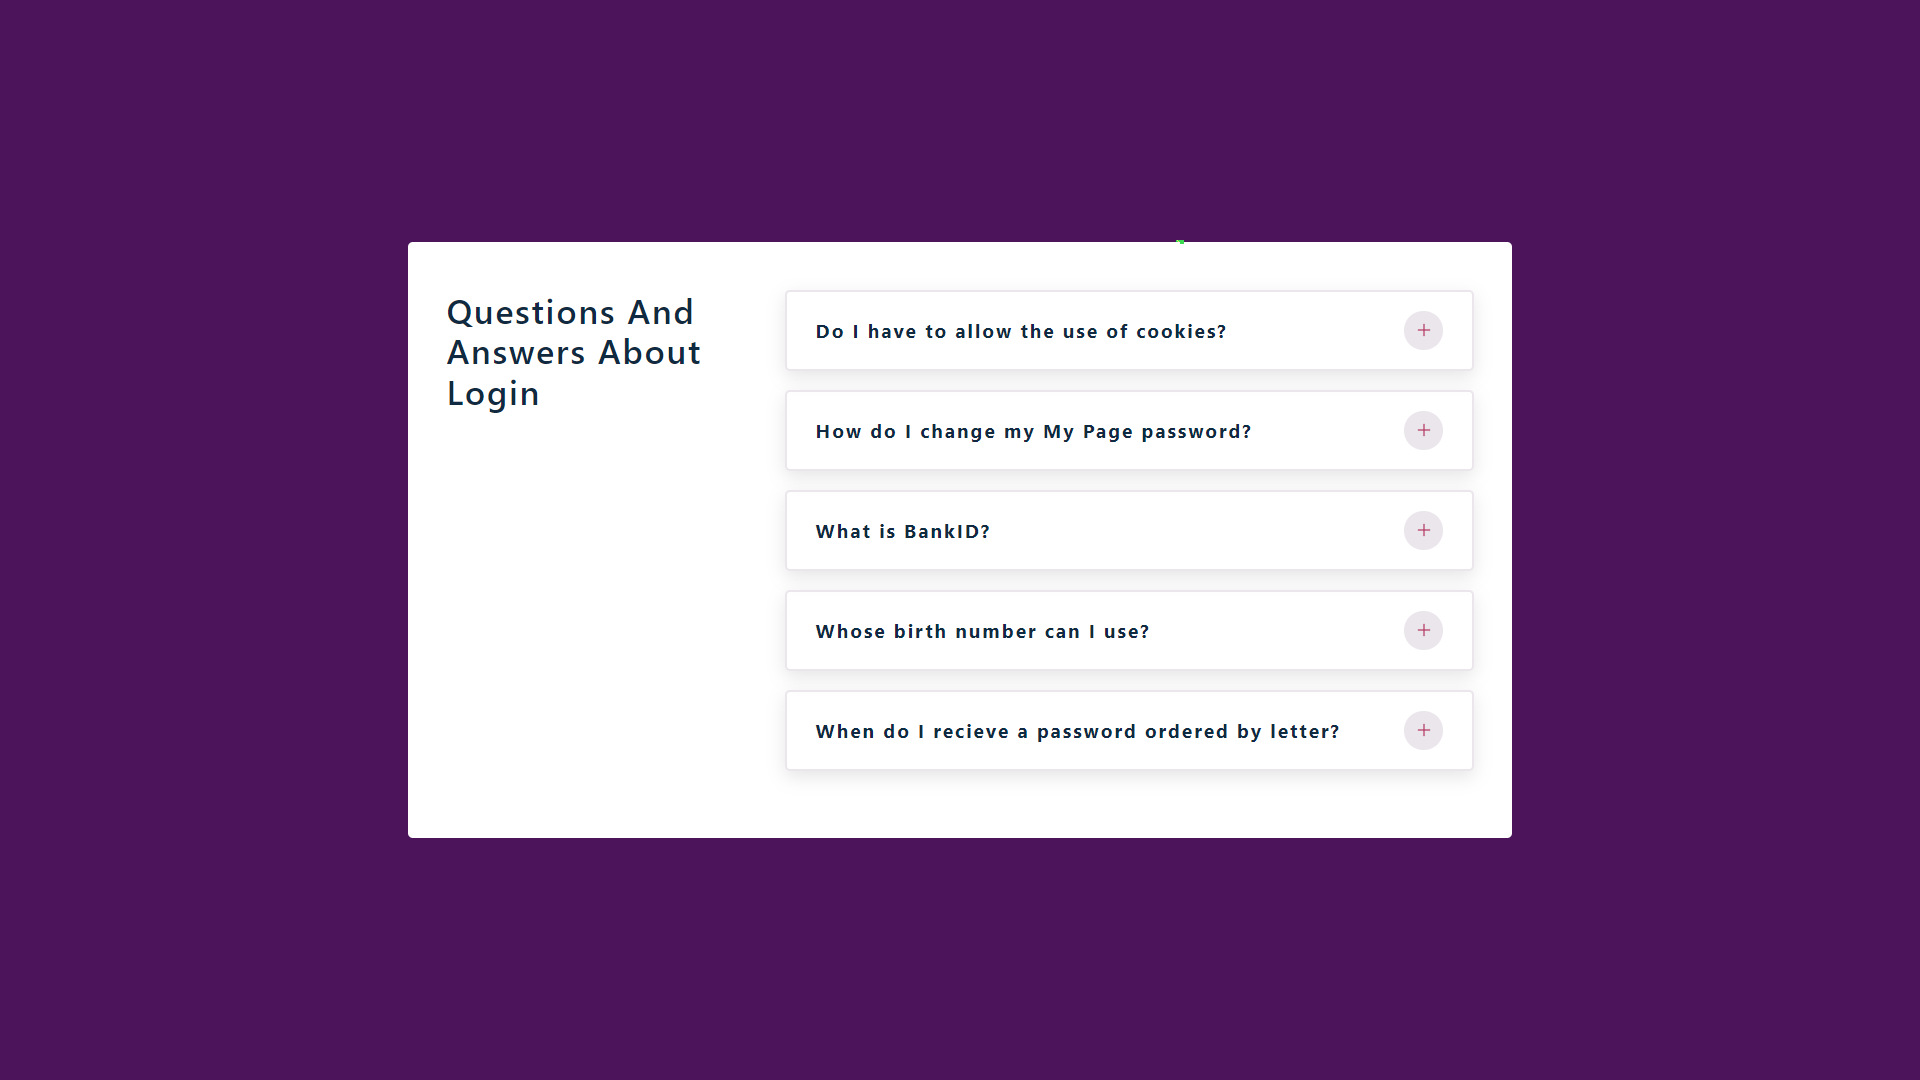 Questions And
Answers About
Login
Do I have to allow the use of cookies?
How do I change my My Page password?
What is BankID?
Whose birth number can I use?
When do I recieve a password ordered by letter?